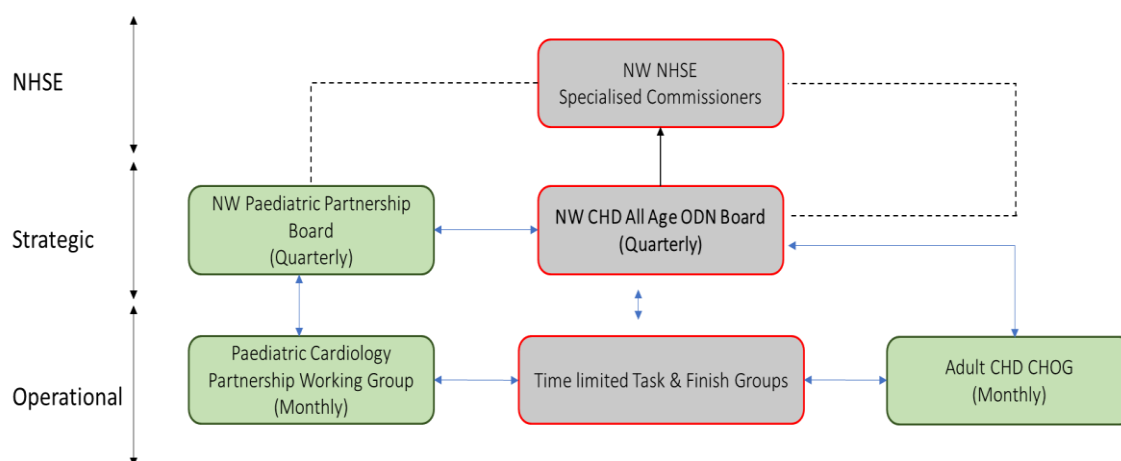 NHSE
NW NHSE
Specialised Commissioners
Strategic
NW Paediatric Partnership
Board
(Quarterly)
NW CHD All Age ODN Board
(Quarterly)
Operational
Paediatric Cardiology
Partnership Working Group
(Monthly)
Time limited Task & Finish Groups
Adult CHD CHOG
(Monthly)